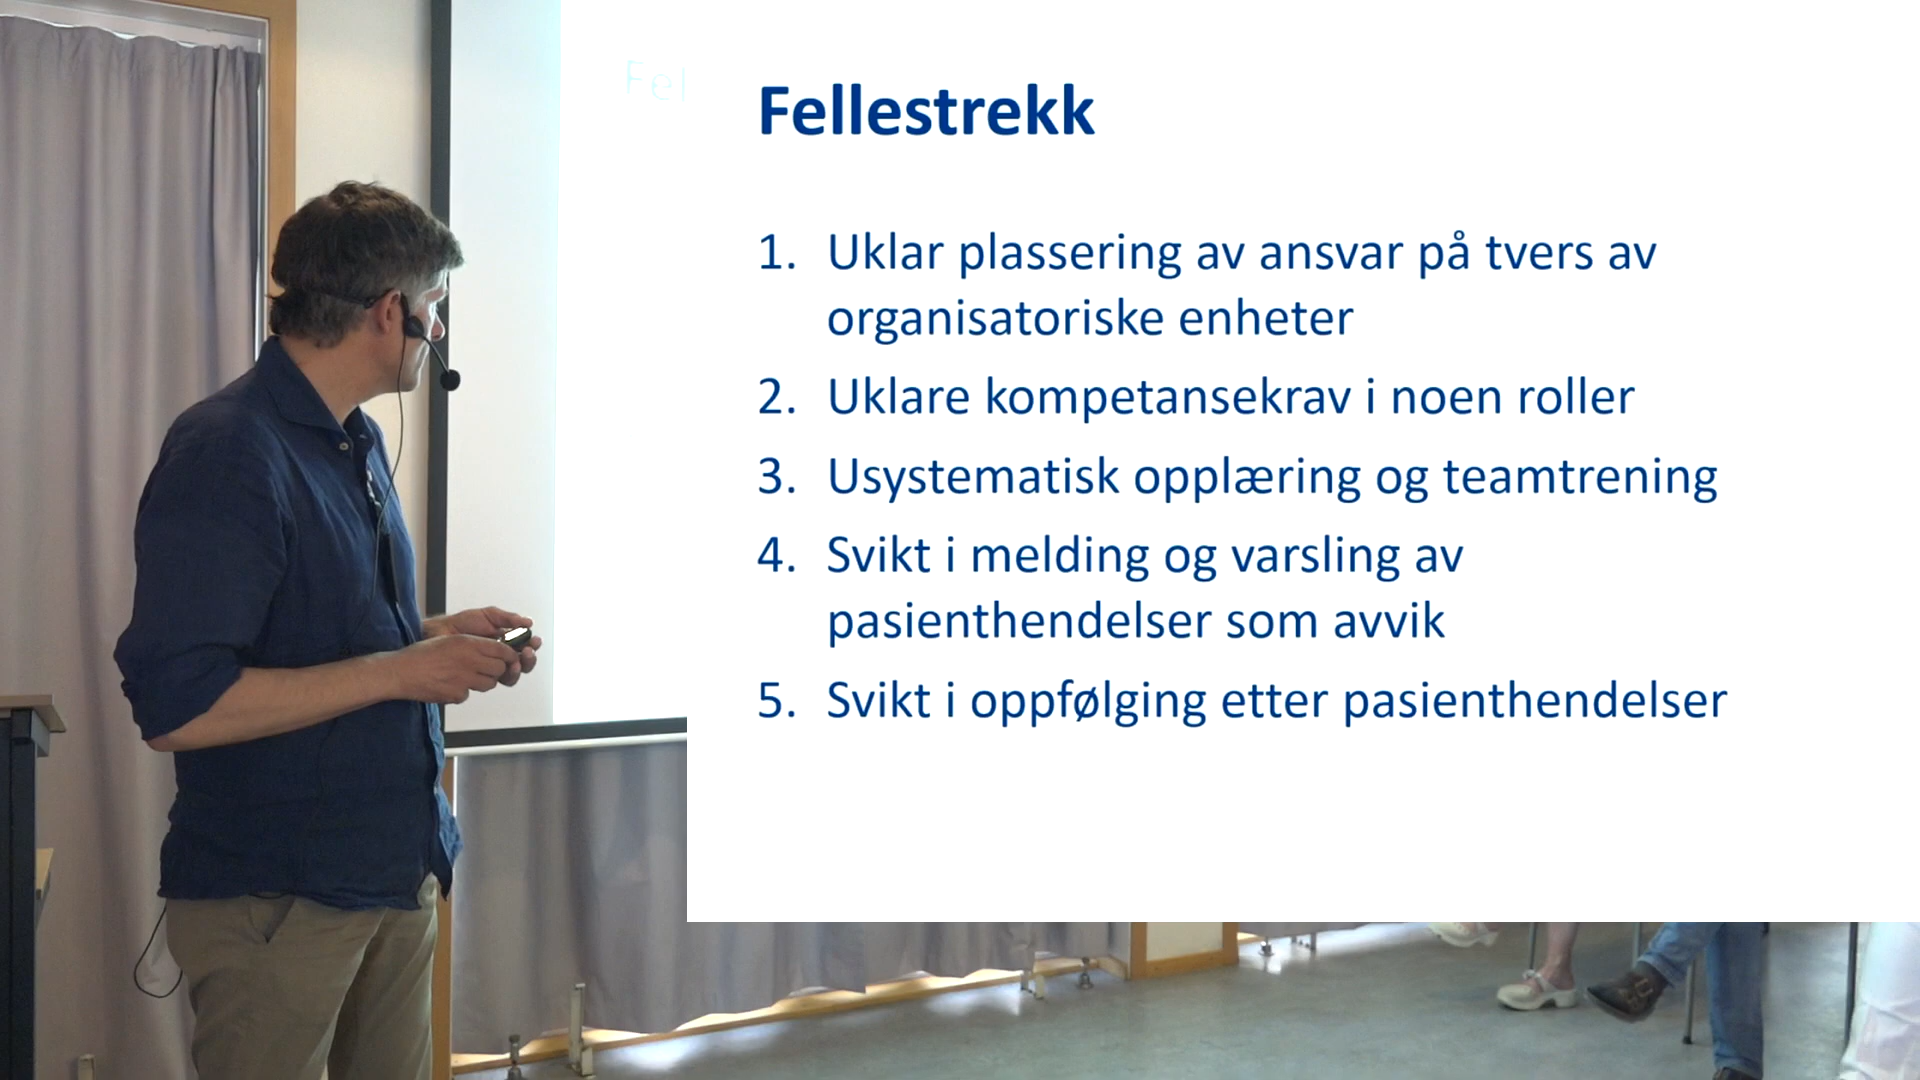 Fel
Fellestrekk
1. Uklar plassering av ansvar på tvers av
organisatoriske enheter
2. Uklare kompetansekrav i noen roller
3. Usystematisk opplæring og teamtrening
4. Svikt i melding og varsling av
pasienthendelser som avvik
5. Svikt i oppfølging etter pasienthendelser